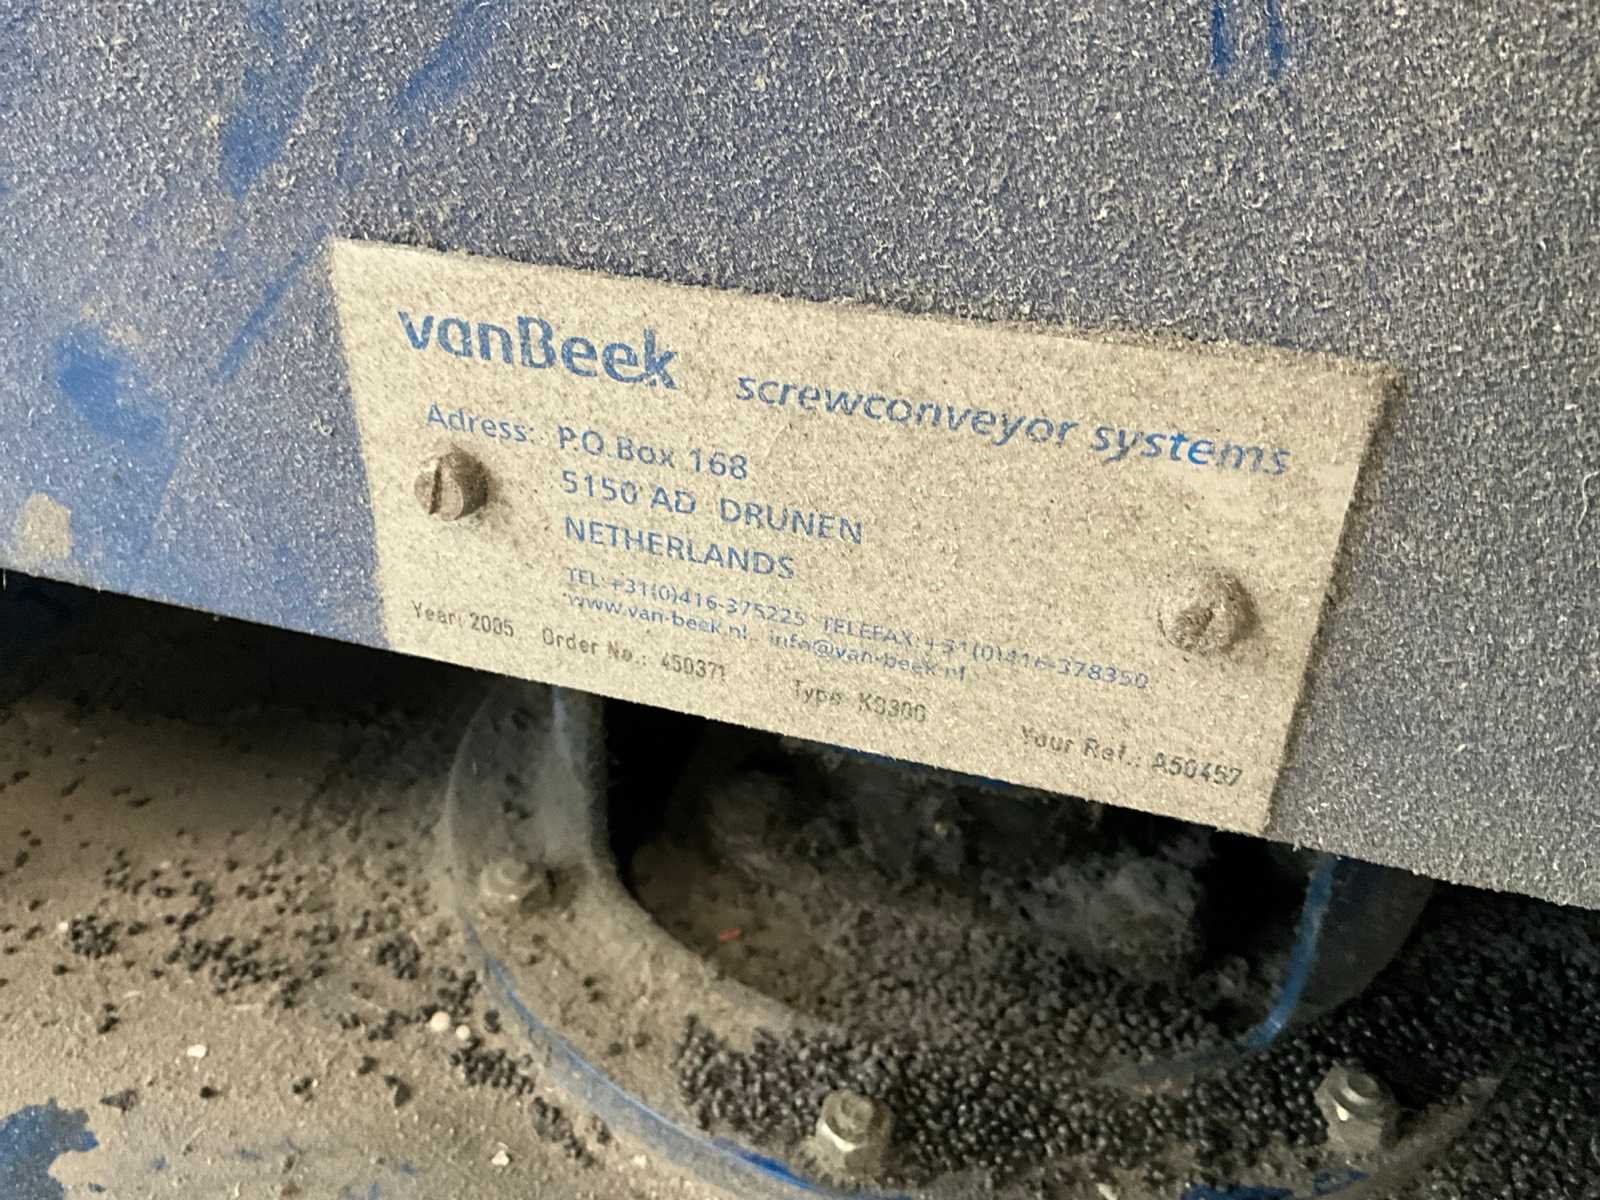 vanBeek screwconveyor systems
Adress: P.O.Box 168
5150 AD DRUNEN
NETHERLANDS
TEL: +31(0)416-375225 TELEFAX: +31(0)416-378350
www.van-beek.nl info@van-beek.nl
Year: 2005 Order No.: 450371 Type KS300 Your Ref.: A50457